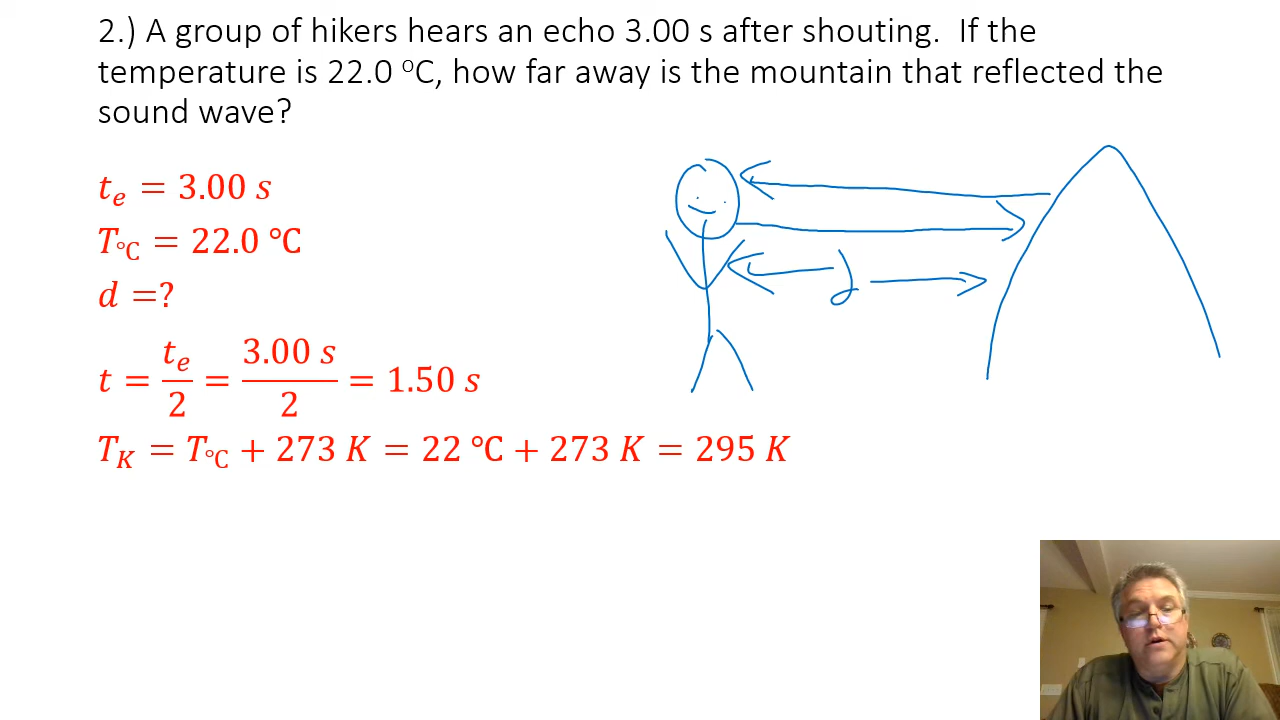 2.) A group of hikers hears an echo 3.00 s after shouting. If the
temperature is 22.0 °C, how far away is the mountain that reflected the
sound wave?
tₑ = 3.00 s
T_°C = 22.0 °C
d =?
t = tₑ/2 = 3.00 s/2 = 1.50 s
T_K = T_°C + 273 K = 22 °C + 273 K = 295 K
d